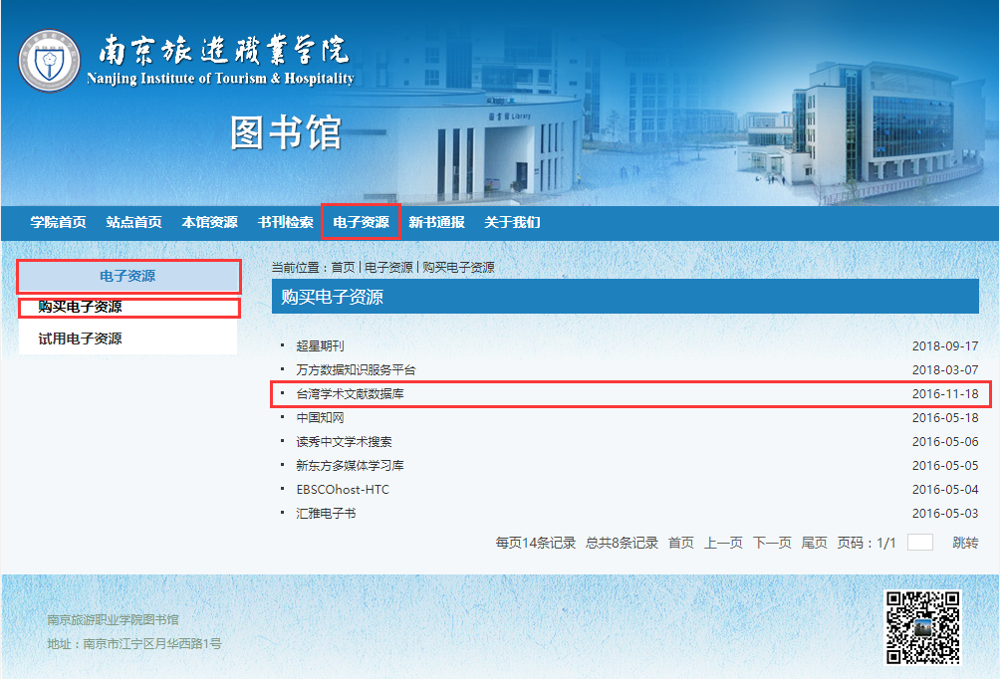 南京旅遊職業学院
Nanjing Institute of Tourism & Hospitality
图书馆
图书馆 Library
学院首页 站点首页 本馆资源 书刊检索 电子资源 新书通报 关于我们
电子资源
购买电子资源
试用电子资源
当前位置：首页 | 电子资源 | 购买电子资源
购买电子资源
超星期刊 2018-09-17
万方数据知识服务平台 2018-03-07
台湾学术文献数据库 2016-11-18
中国知网 2016-05-18
读秀中文学术搜索 2016-05-06
新东方多媒体学习库 2016-05-05
EBSCOhost-HTC 2016-05-04
汇雅电子书 2016-05-03
每页14条记录 总共8条记录 首页 上一页 下一页 尾页 页码：1/1 跳转
南京旅游职业学院图书馆
地址：南京市江宁区月华西路1号